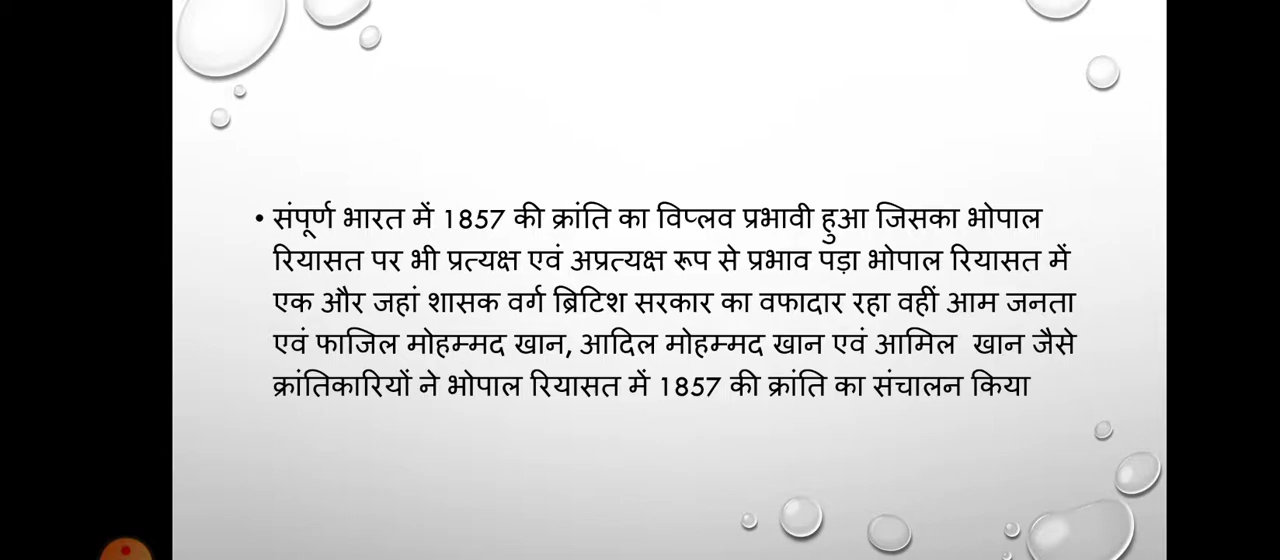 • संपूर्ण भारत में 1857 की क्रांति का विप्लव प्रभावी हुआ जिसका भोपाल
रियासत पर भी प्रत्यक्ष एवं अप्रत्यक्ष रूप से प्रभाव पड़ा भोपाल रियासत में
एक और जहां शासक वर्ग ब्रिटिश सरकार का वफादार रहा वहीं आम जनता
एवं फाजिल मोहम्मद खान, आदिल मोहम्मद खान एवं आमिल खान जैसे
क्रांतिकारियों ने भोपाल रियासत में 1857 की क्रांति का संचालन किया